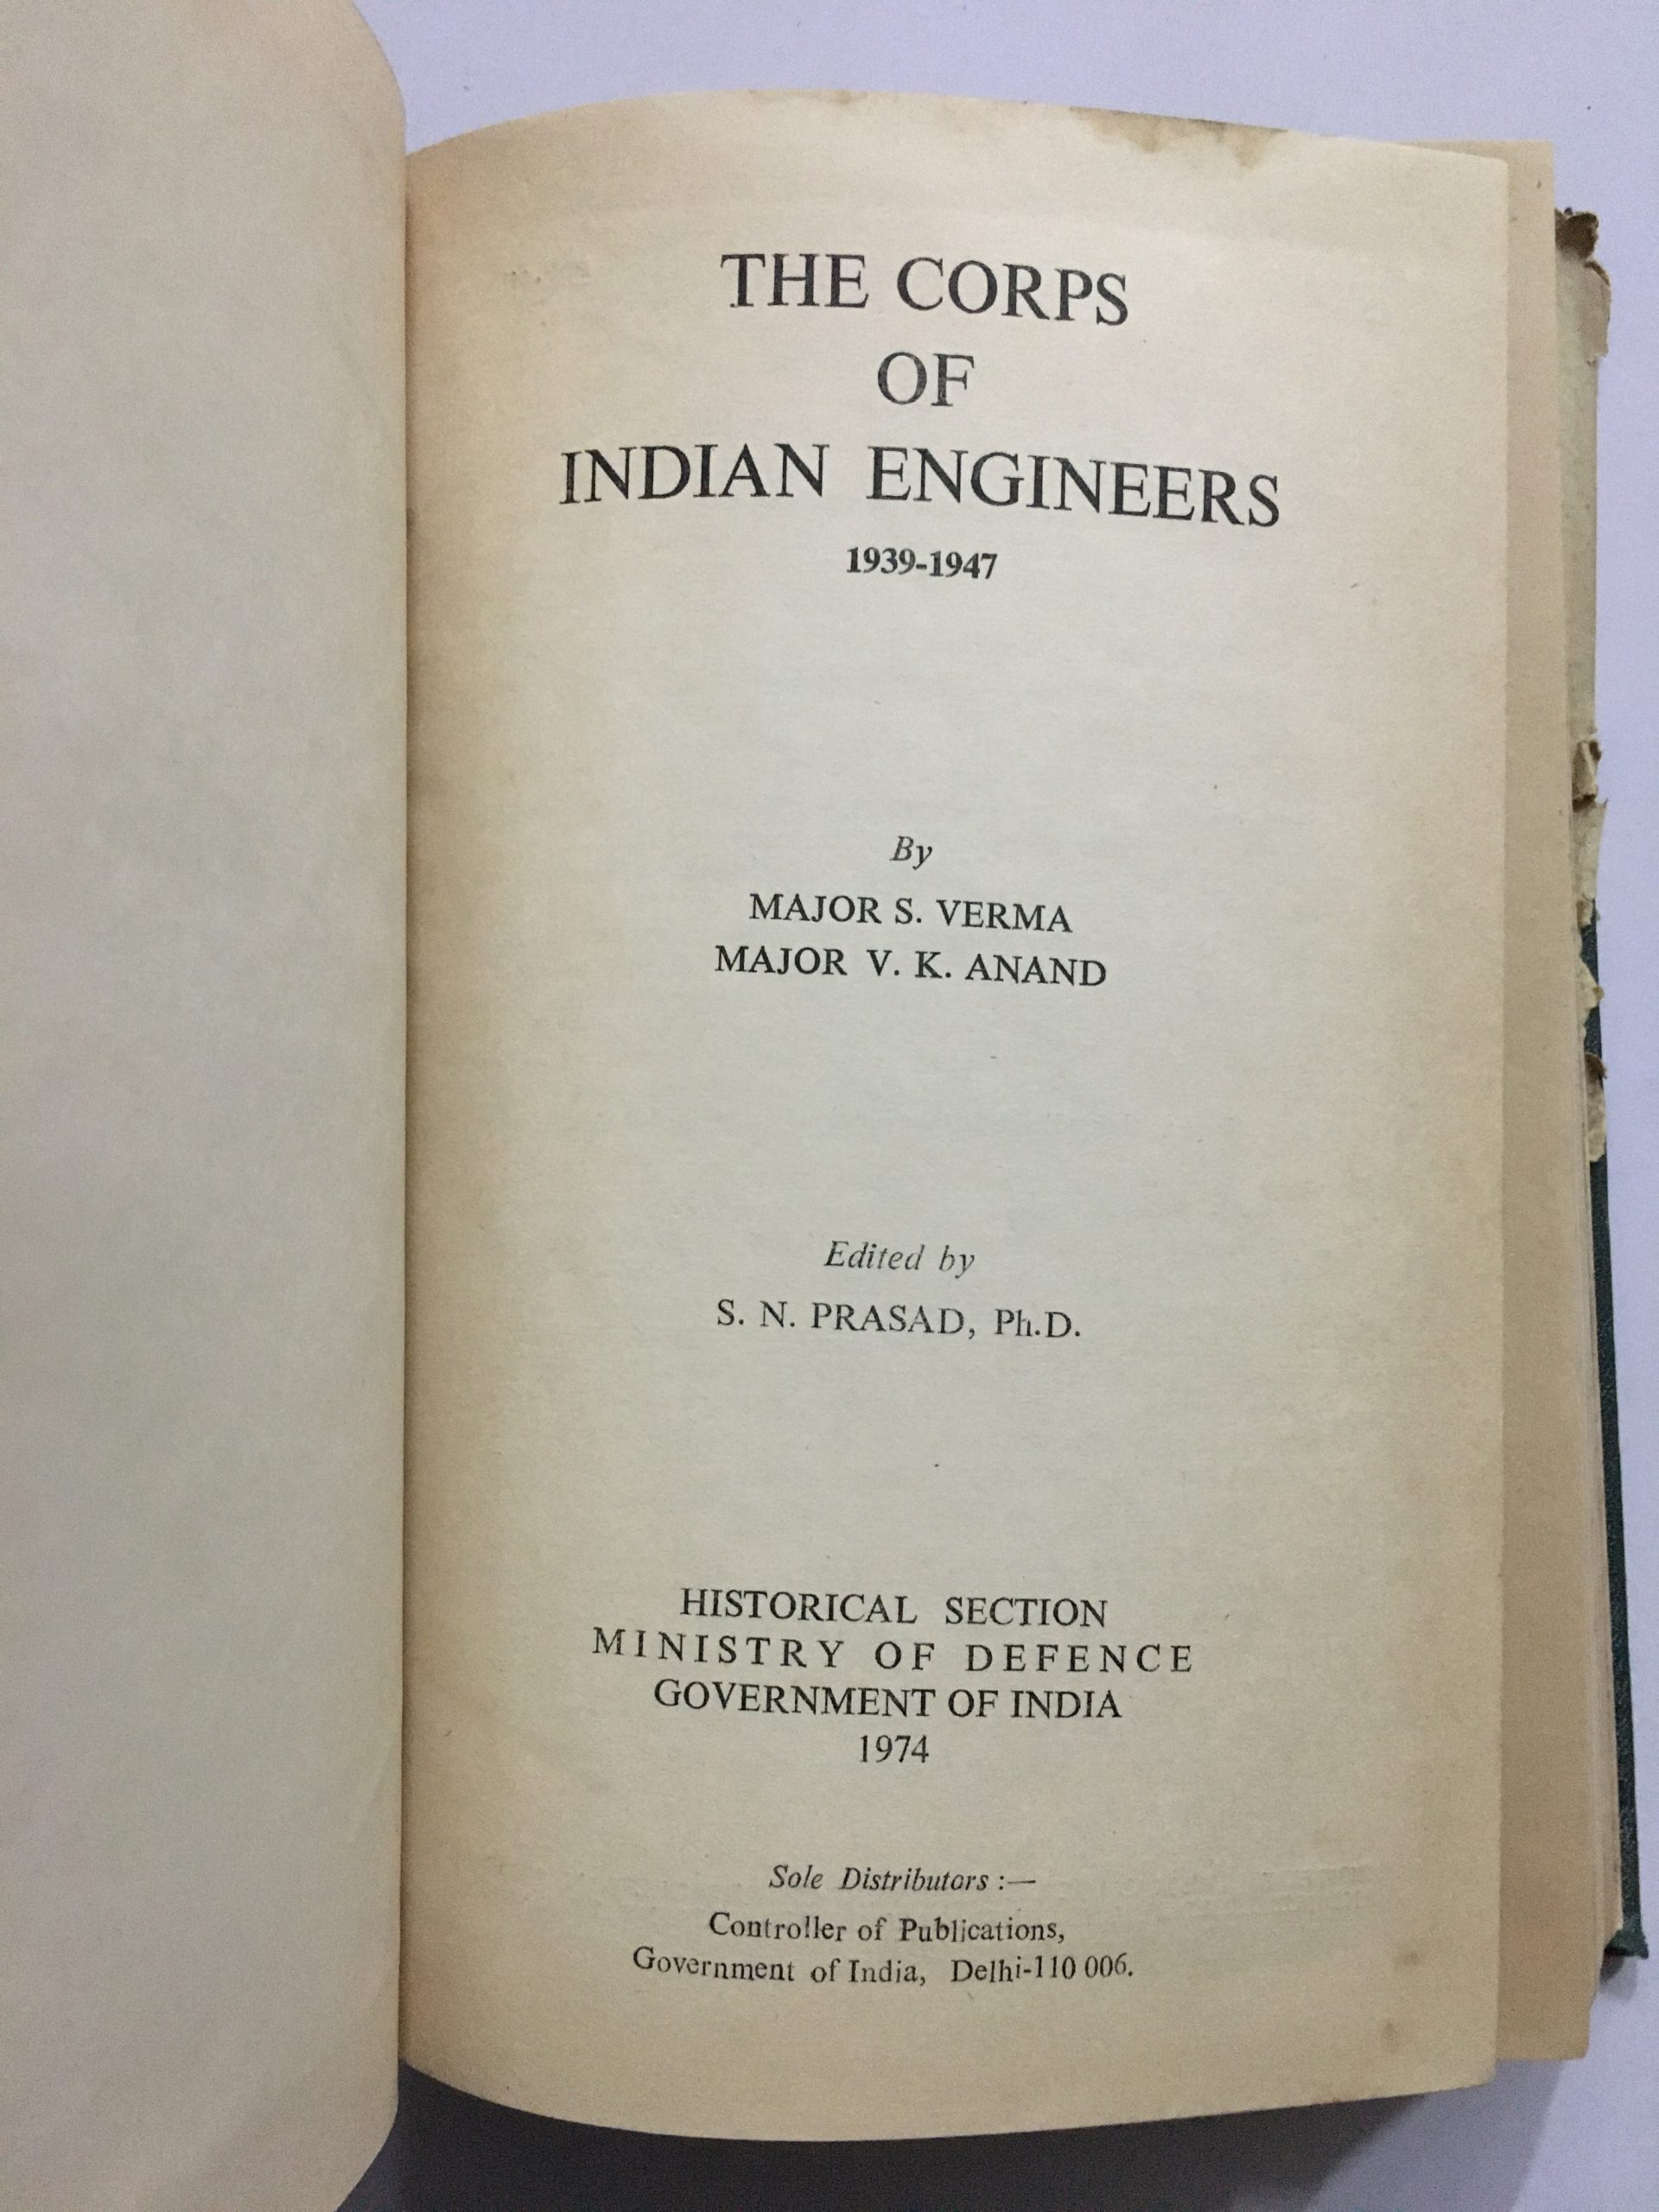 THE CORPS
OF
INDIAN ENGINEERS
1939-1947
By
MAJOR S. VERMA
MAJOR V. K. ANAND
Edited by
S. N. PRASAD, Ph.D.
HISTORICAL SECTION
MINISTRY OF DEFENCE
GOVERNMENT OF INDIA
1974
Sole Distributors :—
Controller of Publications,
Government of India, Delhi-110 006.